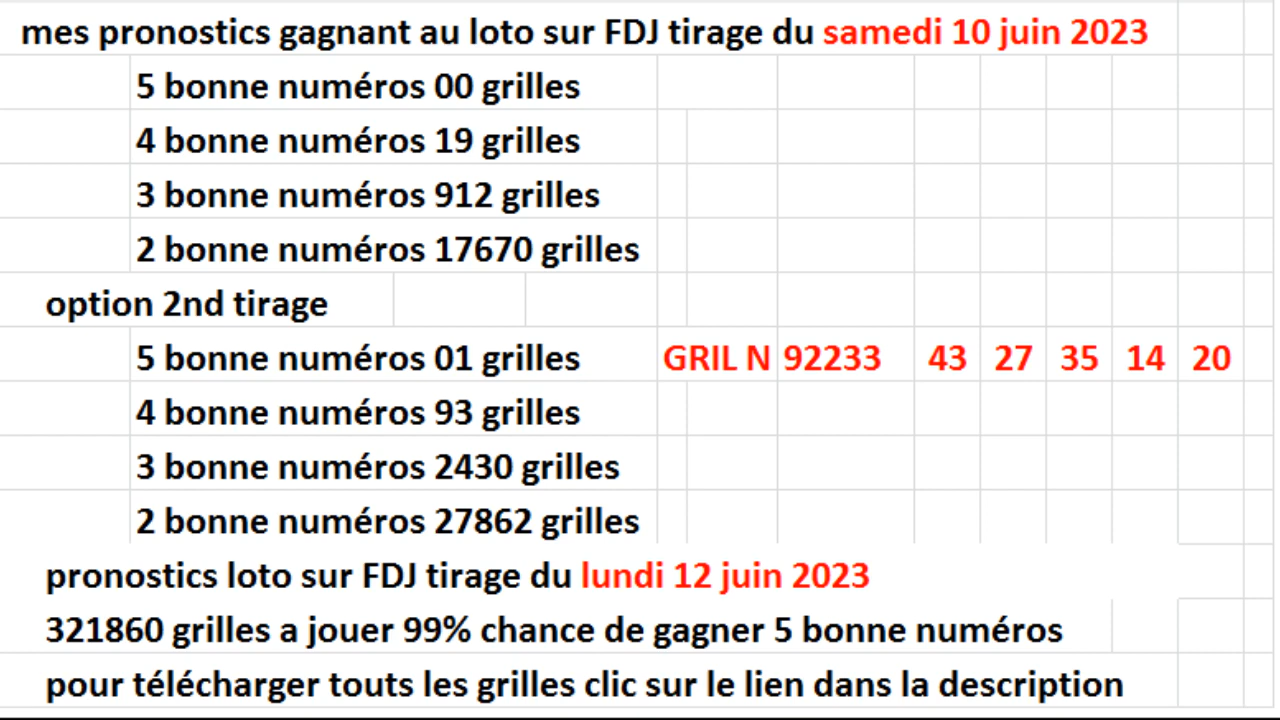 mes pronostics gagnant au loto sur FDJ tirage du samedi 10 juin 2023
5 bonne numéros 00 grilles
4 bonne numéros 19 grilles
3 bonne numéros 912 grilles
2 bonne numéros 17670 grilles
option 2nd tirage
5 bonne numéros 01 grilles GRIL N 92233 43 27 35 14 20
4 bonne numéros 93 grilles
3 bonne numéros 2430 grilles
2 bonne numéros 27862 grilles
pronostics loto sur FDJ tirage du lundi 12 juin 2023
321860 grilles a jouer 99% chance de gagner 5 bonne numéros
pour télécharger touts les grilles clic sur le lien dans la description